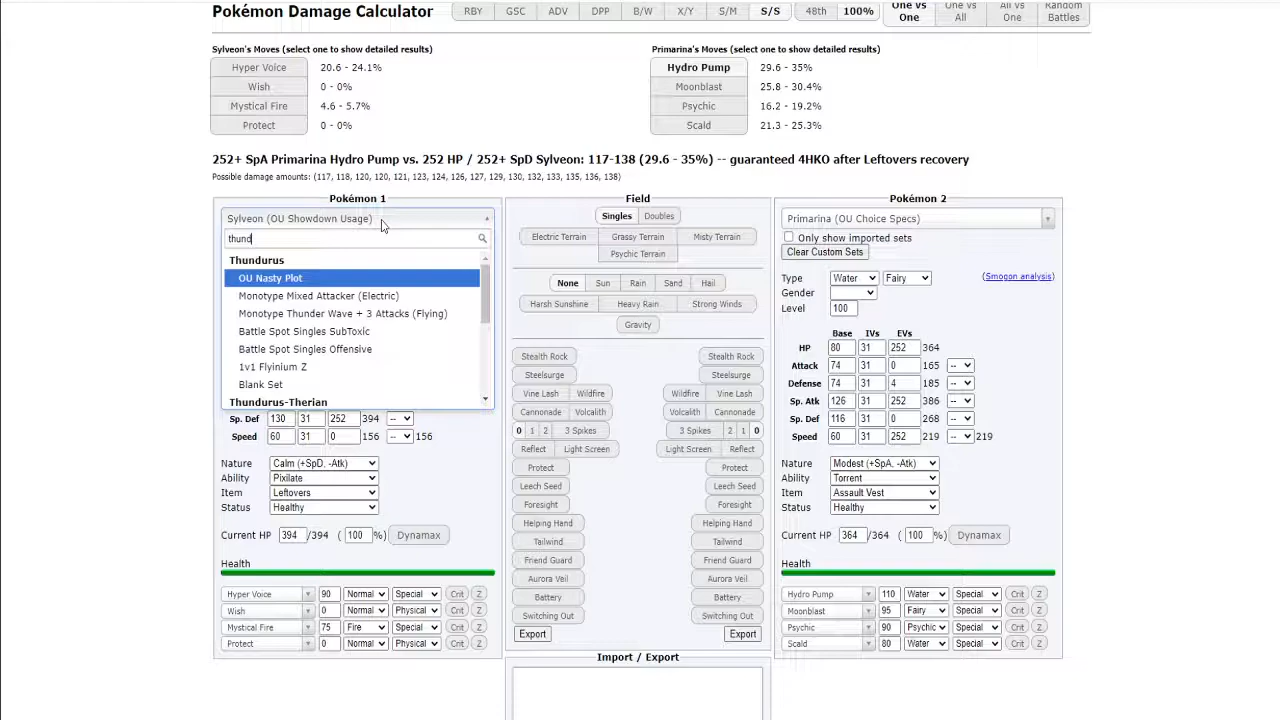 Pokémon Damage Calculator
RBY GSC ADV DPP B/W X/Y S/M S/S 48th 100% One vs One One vs All All vs One Random Battles
Sylveon's Moves (select one to show detailed results)
Hyper Voice 20.6 - 24.1%
Wish 0 - 0%
Mystical Fire 4.6 - 5.7%
Protect 0 - 0%
Primarina's Moves (select one to show detailed results)
Hydro Pump 29.6 - 35%
Moonblast 25.8 - 30.4%
Psychic 16.2 - 19.2%
Scald 21.3 - 25.3%
252+ SpA Primarina Hydro Pump vs. 252 HP / 252+ SpD Sylveon: 117-138 (29.6 - 35%) -- guaranteed 4HKO after Leftovers recovery
Possible damage amounts: (117, 118, 120, 120, 121, 123, 124, 126, 127, 129, 130, 132, 133, 135, 136, 138)
Pokémon 1
Sylveon (OU Showdown Usage)
thund
Thundurus
OU Nasty Plot
Monotype Mixed Attacker (Electric)
Monotype Thunder Wave + 3 Attacks (Flying)
Battle Spot Singles SubToxic
Battle Spot Singles Offensive
1v1 Flyinium Z
Blank Set
Thundurus-Therian
Sp. Def 130 31 252 394 --
Speed 60 31 0 156 -- 156
Nature Calm (+SpD, -Atk)
Ability Pixilate
Item Leftovers
Status Healthy
Current HP 394 /394 ( 100 %) Dynamax
Health
Hyper Voice 90 Normal Special Crit Z
Wish 0 Normal Physical Crit Z
Mystical Fire 75 Fire Special Crit Z
Protect 0 Normal Physical Crit Z
Field
Singles Doubles
Electric Terrain Grassy Terrain Misty Terrain
Psychic Terrain
None Sun Rain Sand Hail
Harsh Sunshine Heavy Rain Strong Winds
Gravity
Stealth Rock Stealth Rock
Steelsurge Steelsurge
Vine Lash Wildfire Wildfire Vine Lash
Cannonade Volcalith Volcalith Cannonade
0 1 2 3 Spikes 3 Spikes 2 1 0
Reflect Light Screen Light Screen Reflect
Protect Protect
Leech Seed Leech Seed
Foresight Foresight
Helping Hand Helping Hand
Tailwind Tailwind
Friend Guard Friend Guard
Aurora Veil Aurora Veil
Battery Battery
Switching Out Switching Out
Export Export
Import / Export
Pokémon 2
Primarina (OU Choice Specs)
Only show imported sets
Clear Custom Sets
Type Water Fairy (Smogon analysis)
Gender
Level 100
Base IVs EVs
HP 80 31 252 364
Attack 74 31 0 165 --
Defense 74 31 4 185 --
Sp. Atk 126 31 252 386 --
Sp. Def 116 31 0 268 --
Speed 60 31 252 219 -- 219
Nature Modest (+SpA, -Atk)
Ability Torrent
Item Assault Vest
Status Healthy
Current HP 364 /364 ( 100 %) Dynamax
Health
Hydro Pump 110 Water Special Crit Z
Moonblast 95 Fairy Special Crit Z
Psychic 90 Psychic Special Crit Z
Scald 80 Water Special Crit Z